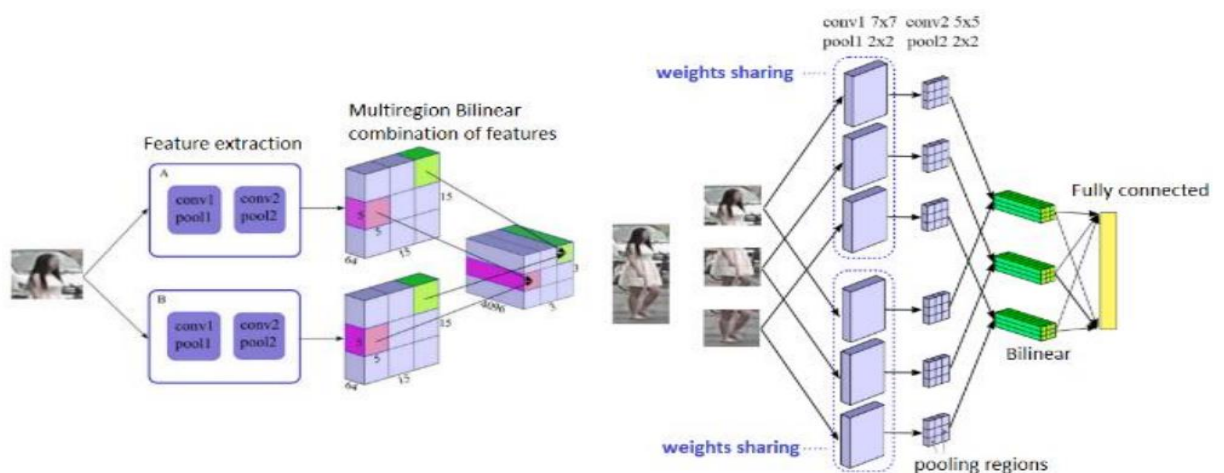 Feature extraction
Multiregion Bilinear
combination of features
A
conv1
pool1
conv2
pool2
5
5
15
15
64
B
conv1
pool1
conv2
pool2
5
5
15
15
64
3
3
4096
conv1 7x7 conv2 5x5
pool1 2x2 pool2 2x2
weights sharing
Fully connected
Bilinear
weights sharing
pooling regions